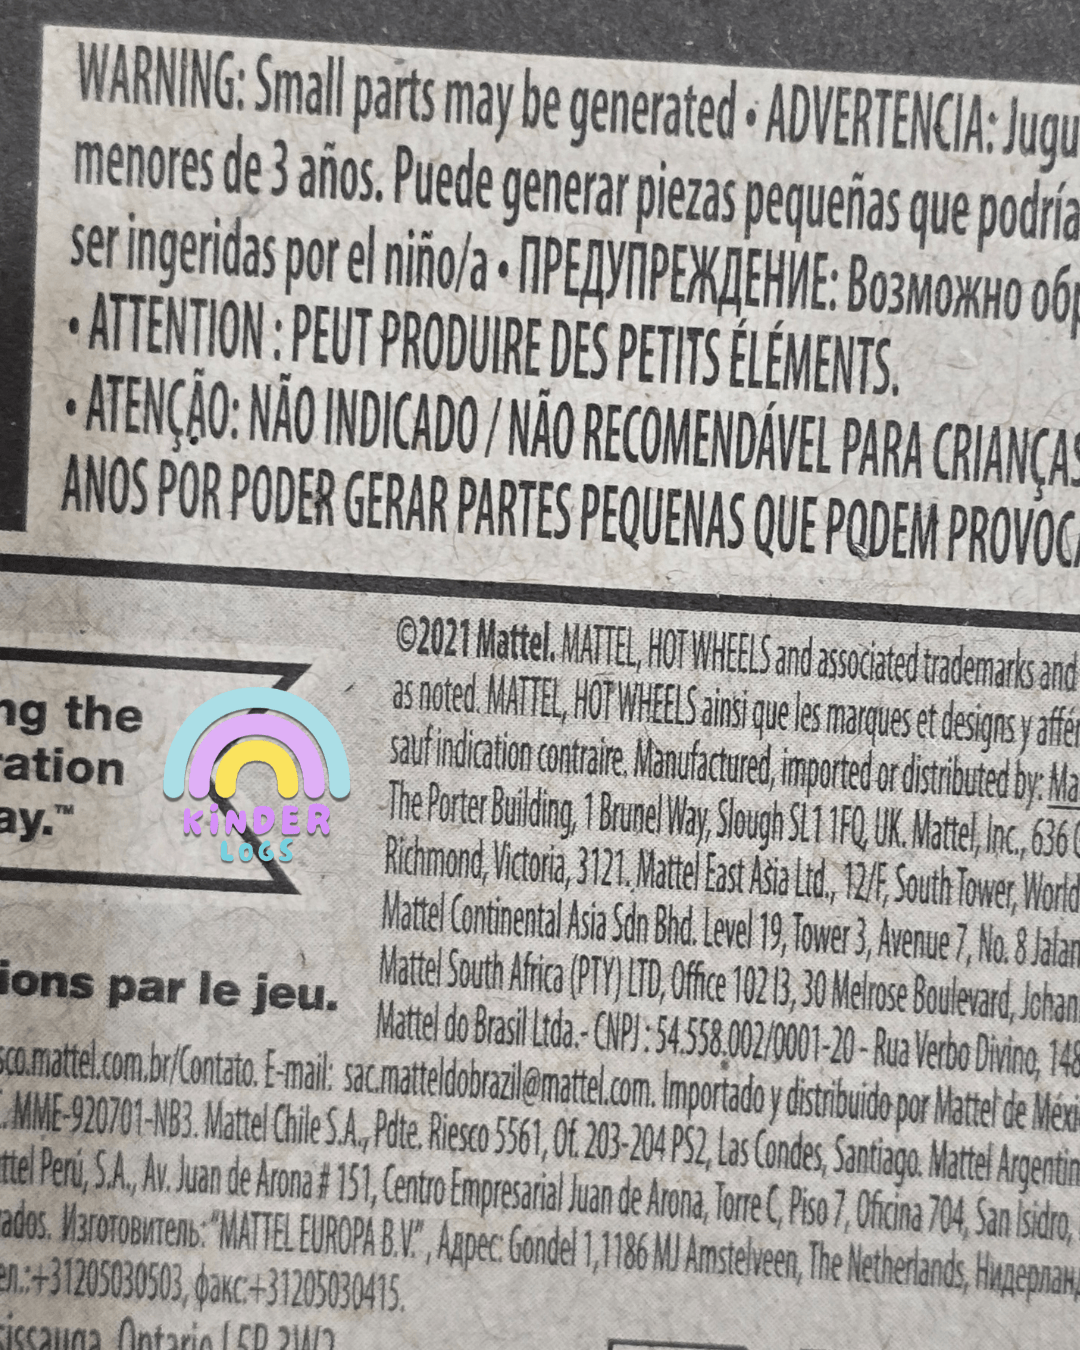 WARNING: Small parts may be generated • ADVERTENCIA: Jugu
menores de 3 años. Puede generar piezas pequeñas que podría
ser ingeridas por el niño/a • ПРЕДУПРЕЖДЕНИЕ: Возможно обр
• ATTENTION : PEUT PRODUIRE DES PETITS ÉLÉMENTS.
• ATENÇÃO: NÃO INDICADO / NÃO RECOMENDÁVEL PARA CRIANÇAS
ANOS POR PODER GERAR PARTES PEQUENAS QUE PODEM PROVOCA
ng the
ration
ay.™
KiNDER
LOGS
ions par le jeu.
©2021 Mattel. MATTEL, HOT WHEELS and associated trademarks and
as noted. MATTEL, HOT WHEELS ainsi que les marques et designs y affér
sauf indication contraire. Manufactured, imported or distributed by: Ma
The Porter Building, 1 Brunel Way, Slough SL1 1FQ, UK. Mattel, Inc., 636
Richmond, Victoria, 3121. Mattel East Asia Ltd., 12/F, South Tower, World
Mattel Continental Asia Sdn Bhd. Level 19, Tower 3, Avenue 7, No. 8 Jalan
Mattel South Africa (PTY) LTD, Office 102 I3, 30 Melrose Boulevard, Johan
Mattel do Brasil Ltda.- CNPJ : 54.558.002/0001-20 - Rua Verbo Divino, 148
sco.mattel.com.br/Contato. E-mail: sac.matteldobrazil@mattel.com. Importado y distribuido por Mattel de Méxi
. MME-920701-NB3. Mattel Chile S.A., Pdte. Riesco 5561, Of. 203-204 PS2, Las Condes, Santiago. Mattel Argentin
ttel Perú, S.A., Av. Juan de Arona # 151, Centro Empresarial Juan de Arona, Torre C, Piso 7, Oficina 704, San Isidro,
rados. Изготовитель: "MATTEL EUROPA B.V." , Адрес: Gondel 1,1186 MJ Amstelveen, The Netherlands, Нидерлан
ел.:+31205030503, факс:+31205030415.
sissauga, Ontario L5R 3W2